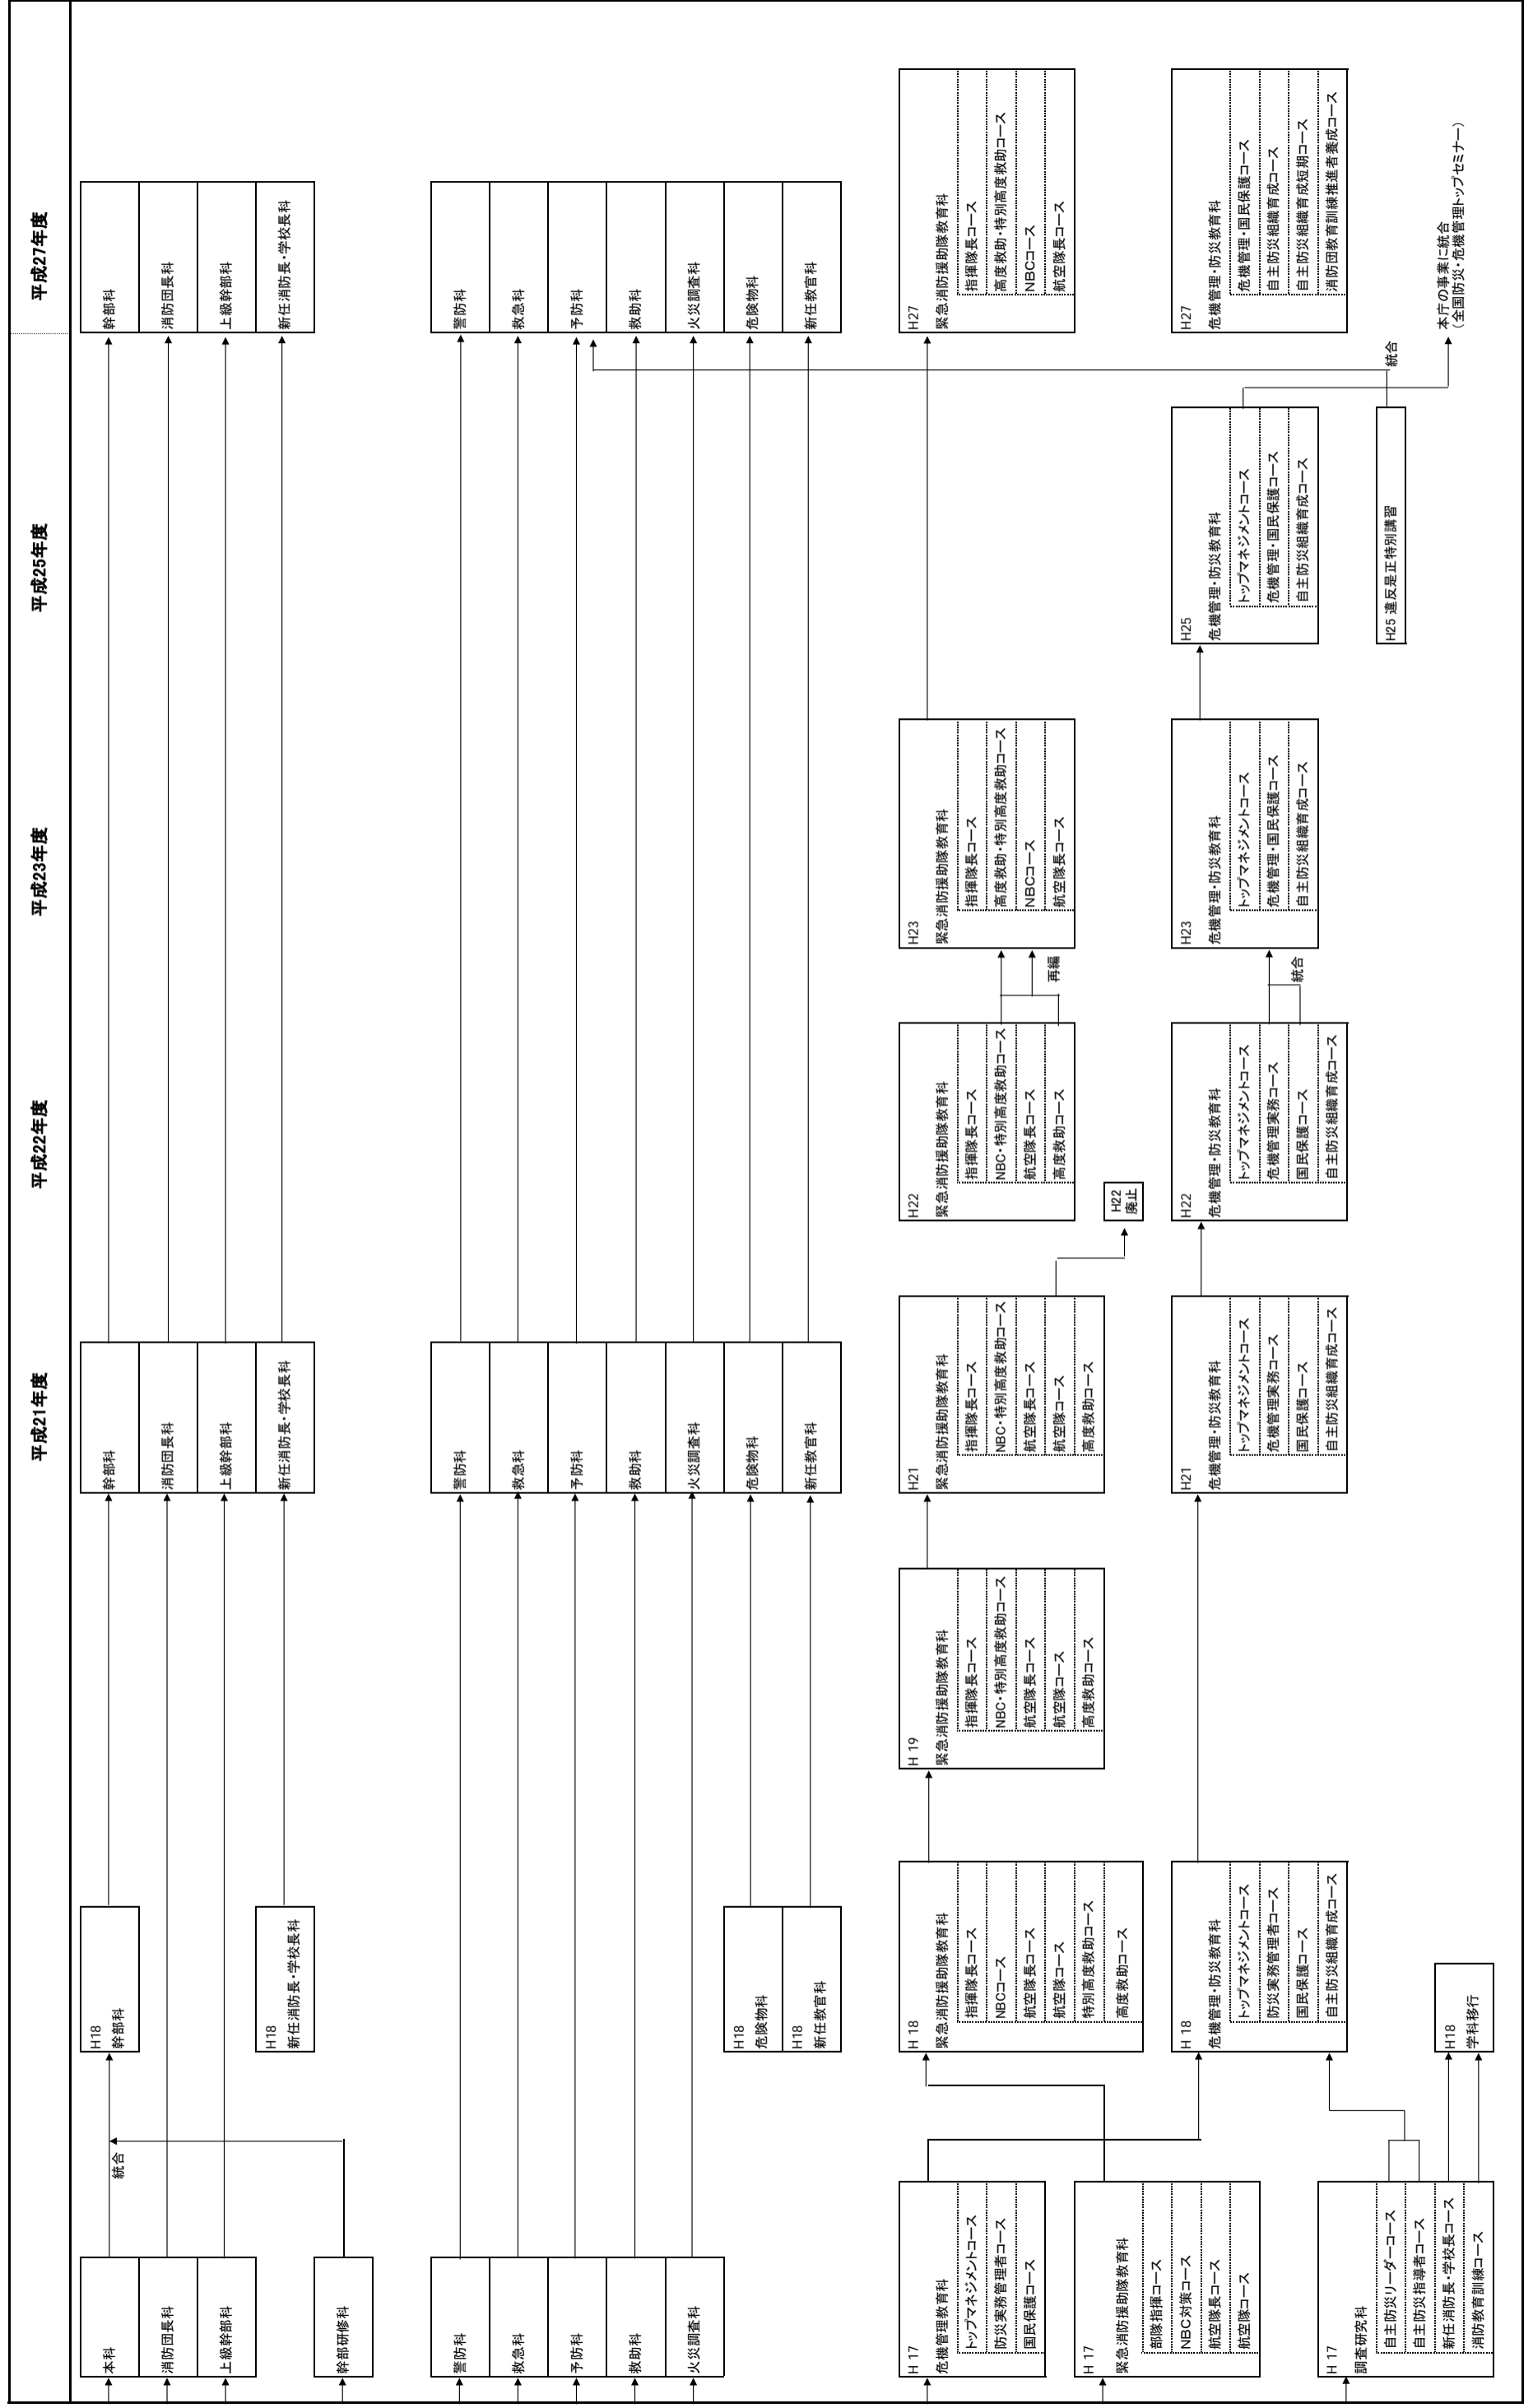 平成21年度
平成22年度
平成23年度
平成25年度
平成27年度
本科
消防団長科
上級幹部科
幹部研修科
統合
H18
幹部科
H18
新任消防長・学校長科
幹部科
消防団長科
上級幹部科
新任消防長・学校長科
幹部科
消防団長科
上級幹部科
新任消防長・学校長科
警防科
救急科
予防科
救助科
火災調査科
H18
危険物科
H18
新任教官科
警防科
救急科
予防科
救助科
火災調査科
危険物科
新任教官科
警防科
救急科
予防科
救助科
火災調査科
危険物科
新任教官科
H 17
危機管理教育科
トップマネジメントコース
防災実務管理者コース
国民保護コース
H 17
緊急消防援助隊教育科
部隊指揮コース
NBC対策コース
航空隊長コース
航空隊コース
H 17
調査研究科
自主防災リーダーコース
自主防災指導者コース
新任消防長・学校長コース
消防教育訓練コース
H 18
緊急消防援助隊教育科
指揮隊長コース
NBCコース
航空隊長コース
航空隊コース
特別高度救助コース
高度救助コース
H 18
危機管理・防災教育科
トップマネジメントコース
防災実務管理者コース
国民保護コース
自主防災組織育成コース
H18
学科移行
H 19
緊急消防援助隊教育科
指揮隊長コース
NBC・特別高度救助コース
航空隊長コース
航空隊コース
高度救助コース
H21
緊急消防援助隊教育科
指揮隊長コース
NBC・特別高度救助コース
航空隊長コース
航空隊コース
高度救助コース
H21
危機管理・防災教育科
トップマネジメントコース
危機管理実務コース
国民保護コース
自主防災組織育成コース
H22
緊急消防援助隊教育科
指揮隊長コース
NBC・特別高度救助コース
航空隊長コース
高度救助コース
H22
廃止
H22
危機管理・防災教育科
トップマネジメントコース
危機管理実務コース
国民保護コース
自主防災組織育成コース
再編
統合
H23
緊急消防援助隊教育科
指揮隊長コース
高度救助・特別高度救助コース
NBCコース
航空隊長コース
H23
危機管理・防災教育科
トップマネジメントコース
危機管理・国民保護コース
自主防災組織育成コース
H25
危機管理・防災教育科
トップマネジメントコース
危機管理・国民保護コース
自主防災組織育成コース
H25 違反是正特別講習
統合
H27
緊急消防援助隊教育科
指揮隊長コース
高度救助・特別高度救助コース
NBCコース
航空隊長コース
H27
危機管理・防災教育科
危機管理・国民保護コース
自主防災組織育成コース
自主防災組織育成短期コース
消防団教育訓練推進者養成コース
本庁の事業に統合
（全国防災・危機管理トップセミナー）